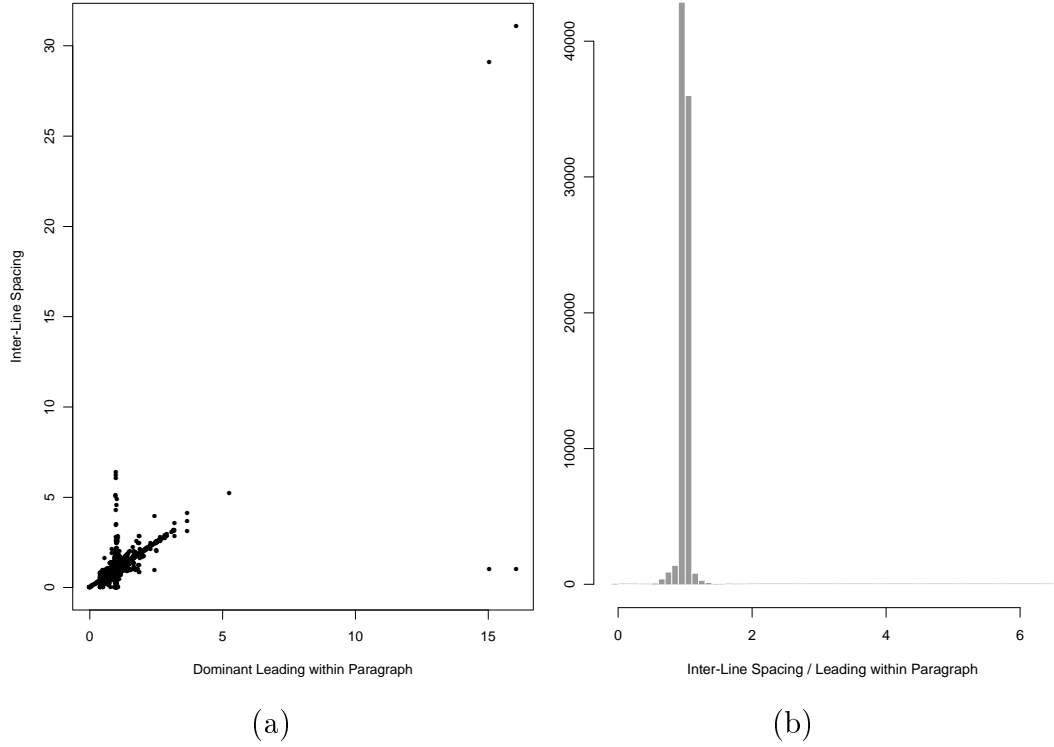 30
25
20
15
10
5
0
Inter-Line Spacing
0 5 10 15
Dominant Leading within Paragraph
(a)
40000
30000
20000
10000
0
0 2 4 6
Inter-Line Spacing / Leading within Paragraph
(b)